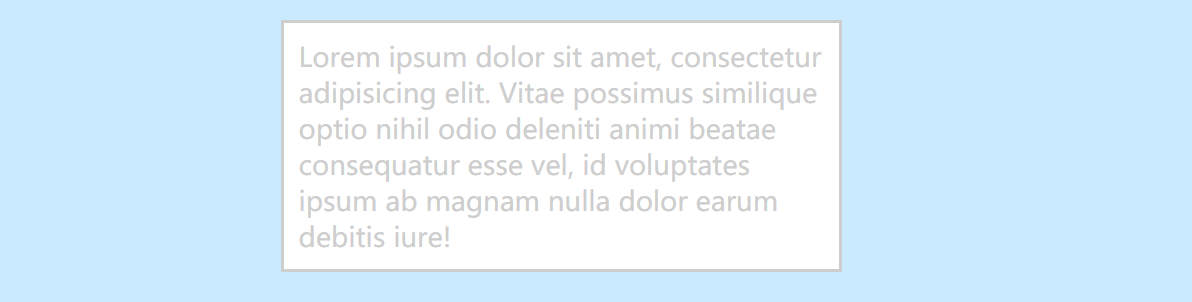 Lorem ipsum dolor sit amet, consectetur
adipisicing elit. Vitae possimus similique
optio nihil odio deleniti animi beatae
consequatur esse vel, id voluptates
ipsum ab magnam nulla dolor earum
debitis iure!